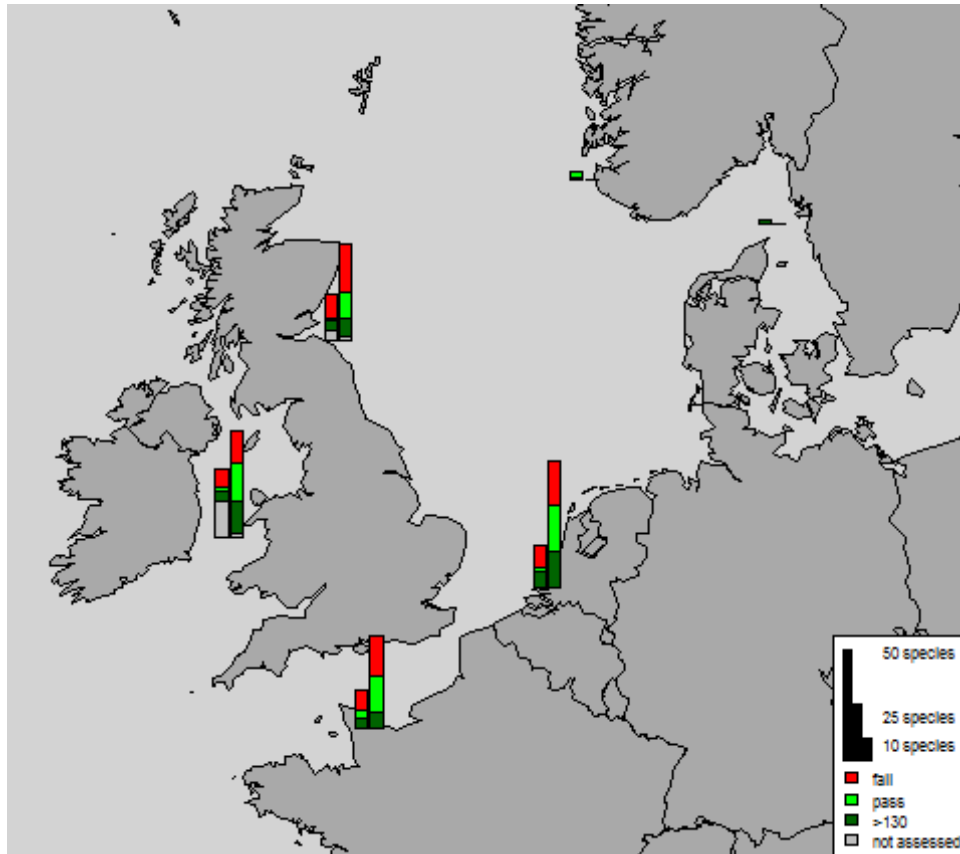 50 species
25 species
10 species
fail
pass
>130
not assessed